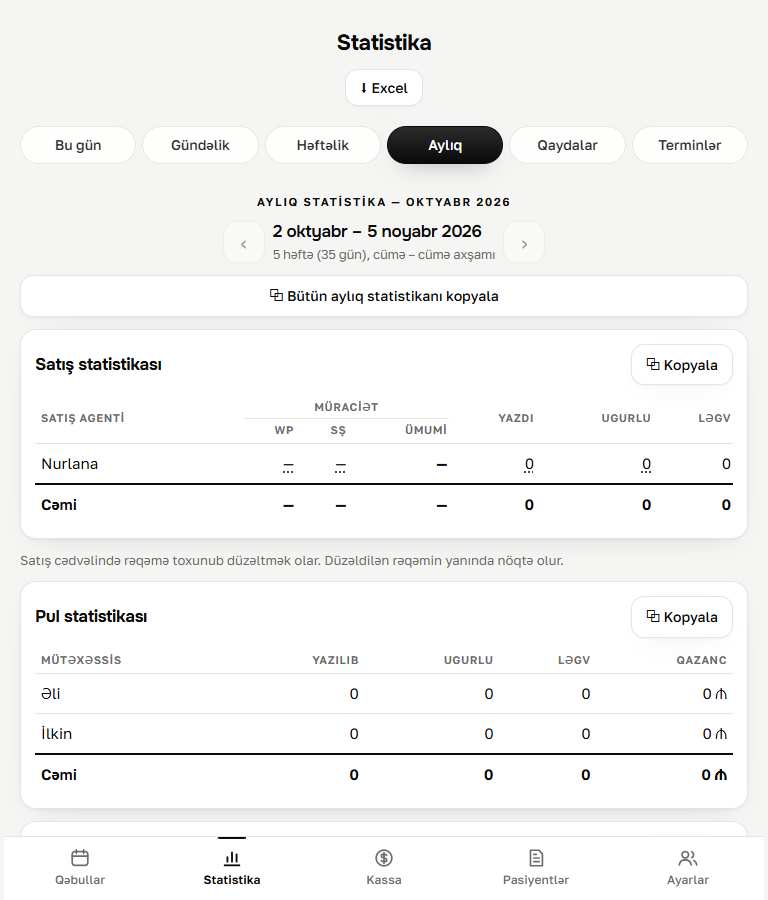 Statistika
⭳ Excel
Bu gün Gündəlik Həftəlik Aylıq Qaydalar Terminlər
AYLIQ STATİSTİKA — OKTYABR 2026
‹ 2 oktyabr – 5 noyabr 2026 ›
5 həftə (35 gün), cümə – cümə axşamı
Bütün aylıq statistikanı kopyala
Satış statistikası Kopyala
SATIŞ AGENTİ MÜRACİƏT YAZDI UGURLU LƏGV
WP SŞ ÜMUMİ
Nurlana — — — 0 0 0
Cəmi — — — 0 0 0
Satış cədvəlində rəqəmə toxunub düzəltmək olar. Düzəldilən rəqəmin yanında nöqtə olur.
Pul statistikası Kopyala
MÜTƏXƏSSİS YAZILIB UGURLU LƏGV QAZANC
Əli 0 0 0 0 ₼
İlkin 0 0 0 0 ₼
Cəmi 0 0 0 0 ₼
Qəbullar Statistika Kassa Pasiyentlər Ayarlar